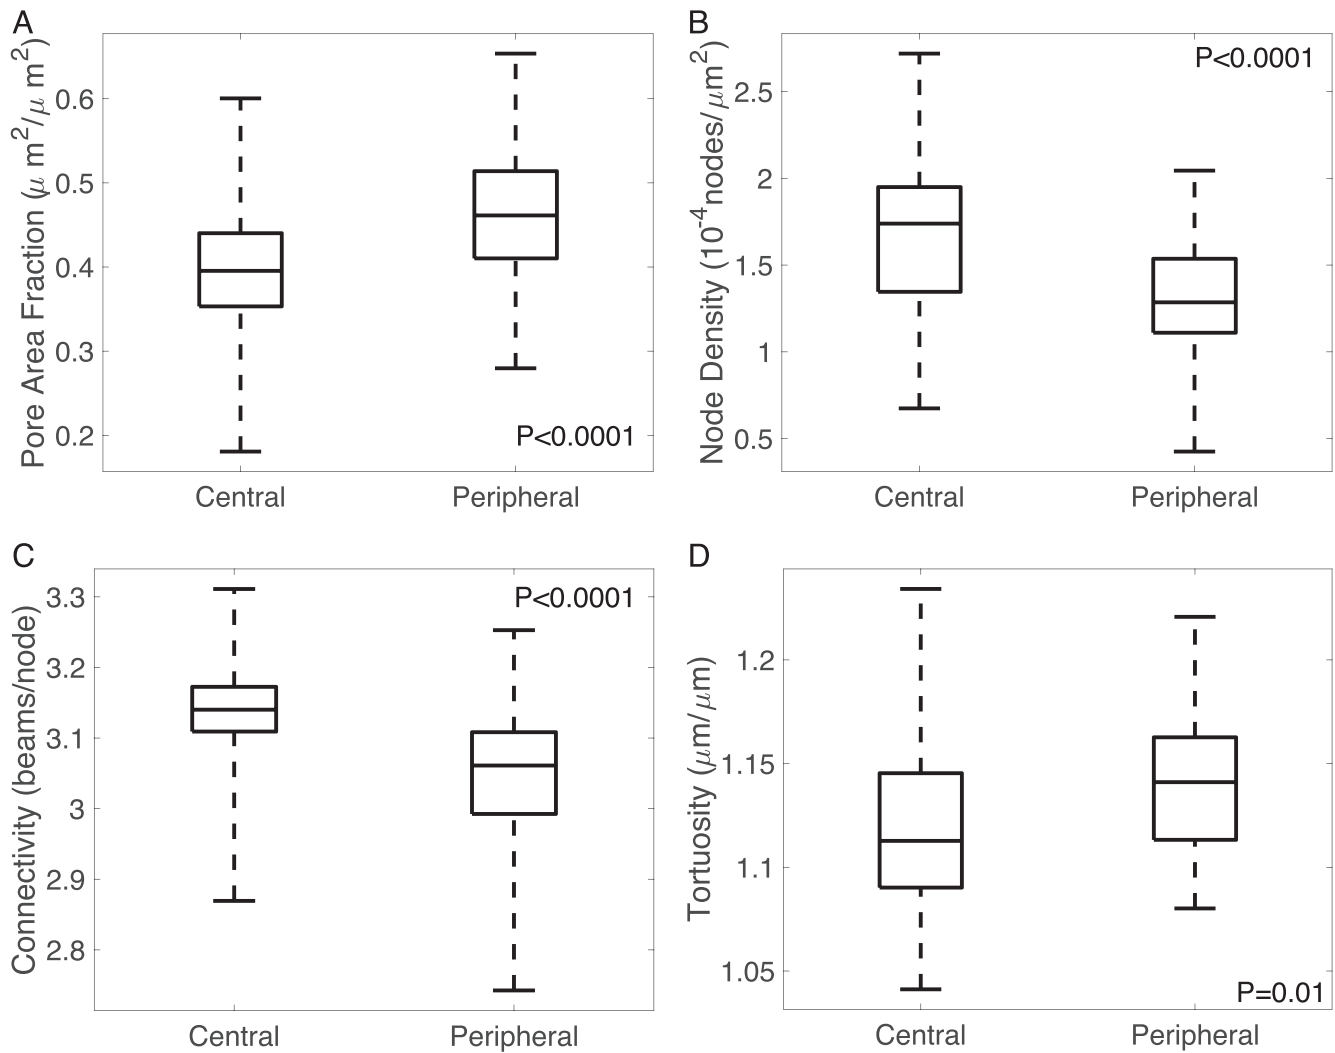 A
Pore Area Fraction (μ m²/μ m²)
0.6
0.5
0.4
0.3
0.2
P<0.0001
Central Peripheral
B
Node Density (10⁻⁴nodes/μm²)
2.5
2
1.5
1
0.5
P<0.0001
Central Peripheral
C
Connectivity (beams/node)
3.3
3.2
3.1
3
2.9
2.8
P<0.0001
Central Peripheral
D
Tortuosity (μm/μm)
1.2
1.15
1.1
1.05
P=0.01
Central Peripheral